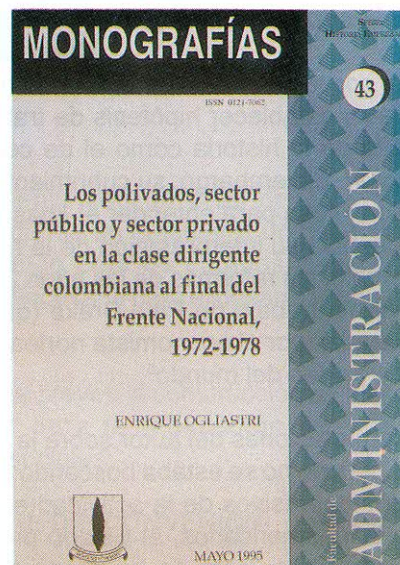 MONOGRAFÍAS
43
ISSN 0121-7062
Los polivados, sector
público y sector privado
en la clase dirigente
colombiana al final del
Frente Nacional,
1972-1978
ENRIQUE OGLIASTRI
MAYO 1995
Facultad de
ADMINISTRACIÓN